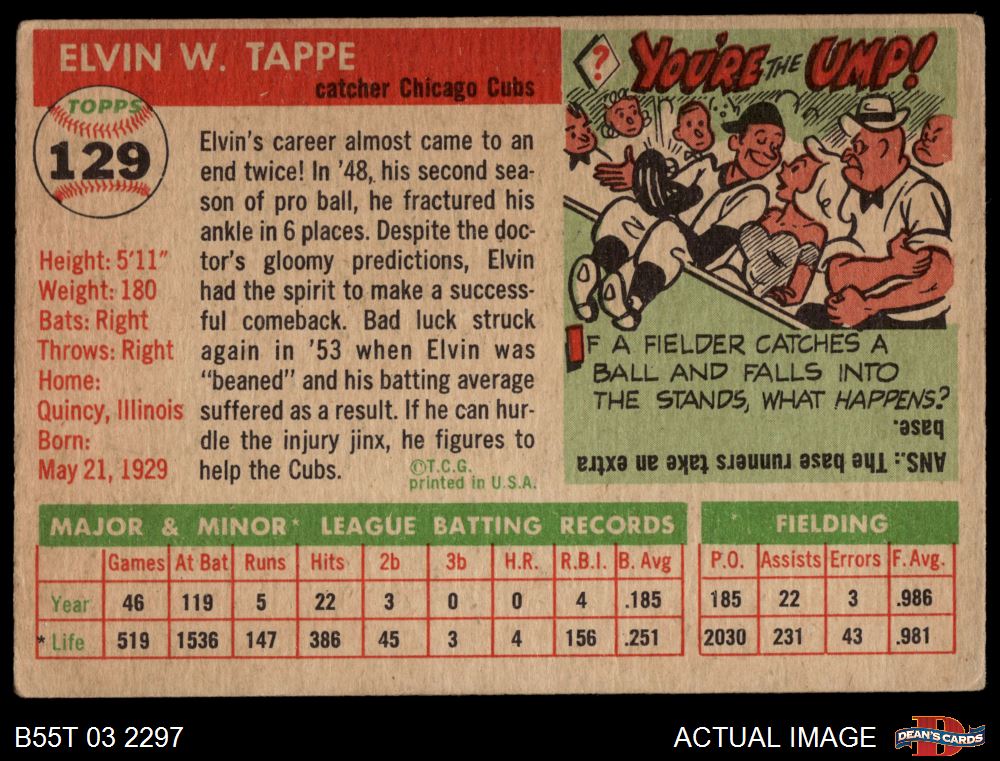 ELVIN W. TAPPE
catcher Chicago Cubs
TOPPS
129
Height: 5'11"
Weight: 180
Bats: Right
Throws: Right
Home:
Quincy, Illinois
Born:
May 21, 1929
Elvin's career almost came to an
end twice! In '48, his second sea-
son of pro ball, he fractured his
ankle in 6 places. Despite the doc-
tor's gloomy predictions, Elvin
had the spirit to make a success-
ful comeback. Bad luck struck
again in '53 when Elvin was
"beaned" and his batting average
suffered as a result. If he can hur-
dle the injury jinx, he figures to
help the Cubs.
©T.C.G.
printed in U.S.A.
?
YOU'RE THE UMP!
N
IF A FIELDER CATCHES A
BALL AND FALLS INTO
THE STANDS, WHAT HAPPENS?
ANS.: The base runners take an extra
base.
MAJOR & MINOR* LEAGUE BATTING RECORDS
FIELDING
Games At Bat Runs Hits 2b 3b H.R. R.B.I. B. Avg P.O. Assists Errors F. Avg.
Year 46 119 5 22 3 0 0 4 .185 185 22 3 .986
* Life 519 1536 147 386 45 3 4 156 .251 2030 231 43 .981
B55T 03 2297
ACTUAL IMAGE
DEAN'S CARDS